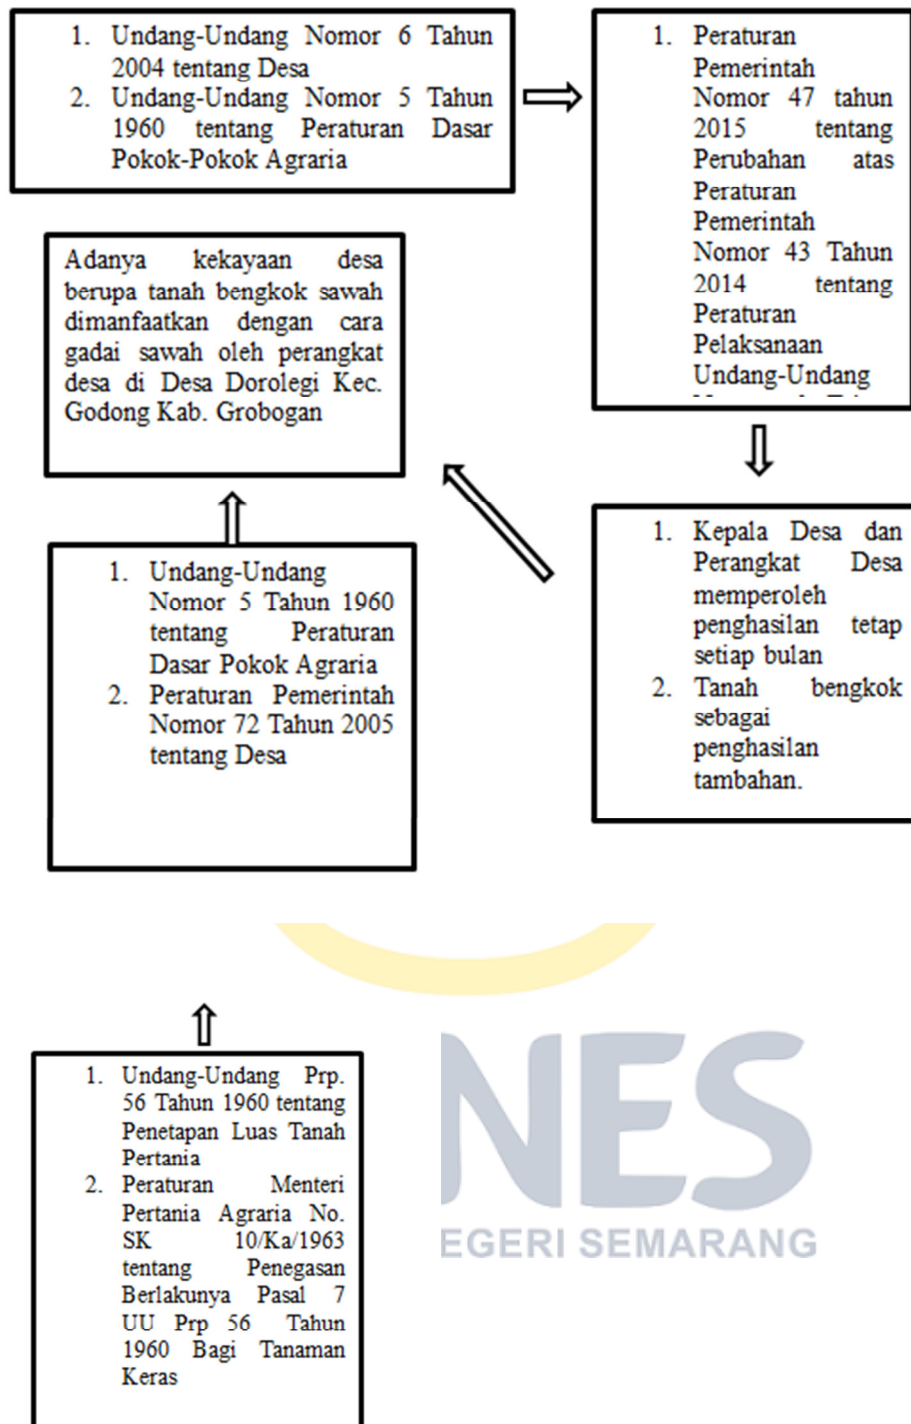 1. Undang-Undang Nomor 6 Tahun
2004 tentang Desa
2. Undang-Undang Nomor 5 Tahun
1960 tentang Peraturan Dasar
Pokok-Pokok Agraria
1. Peraturan
Pemerintah
Nomor 47 tahun
2015 tentang
Perubahan atas
Peraturan
Pemerintah
Nomor 43 Tahun
2014 tentang
Peraturan
Pelaksanaan
Undang-Undang
Adanya kekayaan desa
berupa tanah bengkok sawah
dimanfaatkan dengan cara
gadai sawah oleh perangkat
desa di Desa Dorolegi Kec.
Godong Kab. Grobogan
1. Kepala Desa dan
Perangkat Desa
memperoleh
penghasilan tetap
setiap bulan
2. Tanah bengkok
sebagai
penghasilan
tambahan.
1. Undang-Undang
Nomor 5 Tahun 1960
tentang Peraturan
Dasar Pokok Agraria
2. Peraturan Pemerintah
Nomor 72 Tahun 2005
tentang Desa
1. Undang-Undang Prp.
56 Tahun 1960 tentang
Penetapan Luas Tanah
Pertania
2. Peraturan Menteri
Pertania Agraria No.
SK 10/Ka/1963
tentang Penegasan
Berlakunya Pasal 7
UU Prp 56 Tahun
1960 Bagi Tanaman
Keras
NES
EGERI SEMARANG